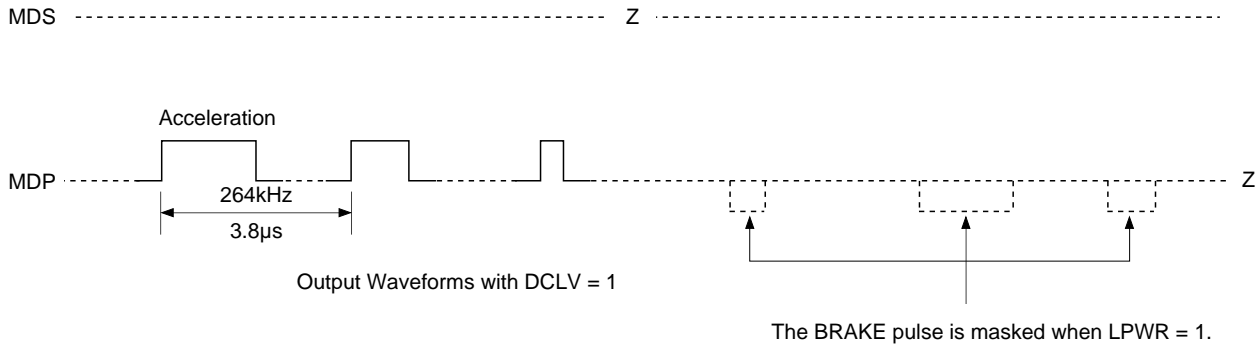 MDS Z
Acceleration
MDP Z
264kHz
3.8µs
Output Waveforms with DCLV = 1
The BRAKE pulse is masked when LPWR = 1.